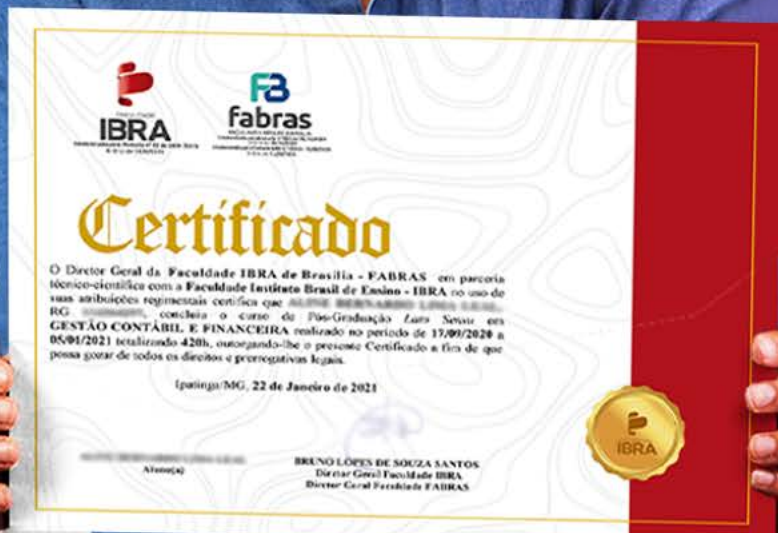 FACULDADE
IBRA
fabras
Certificado
O Diretor Geral da Faculdade IBRA de Brasília - FABRAS em parceria
técnico-científica com a Faculdade Instituto Brasil de Ensino - IBRA no uso de
suas atribuições regimentais certifica que
RG concluiu o curso de Pós-Graduação Lato Sensu em
GESTÃO CONTÁBIL E FINANCEIRA realizado no período de 17/09/2020 a
05/01/2021 totalizando 420h, outorgando-lhe o presente Certificado a fim de que
possa gozar de todos os direitos e prerrogativas legais.
Ipatinga/MG, 22 de Janeiro de 2021
Aluno(a)
BRUNO LOPES DE SOUZA SANTOS
Diretor Geral Faculdade IBRA
Diretor Geral Faculdade FABRAS
IBRA